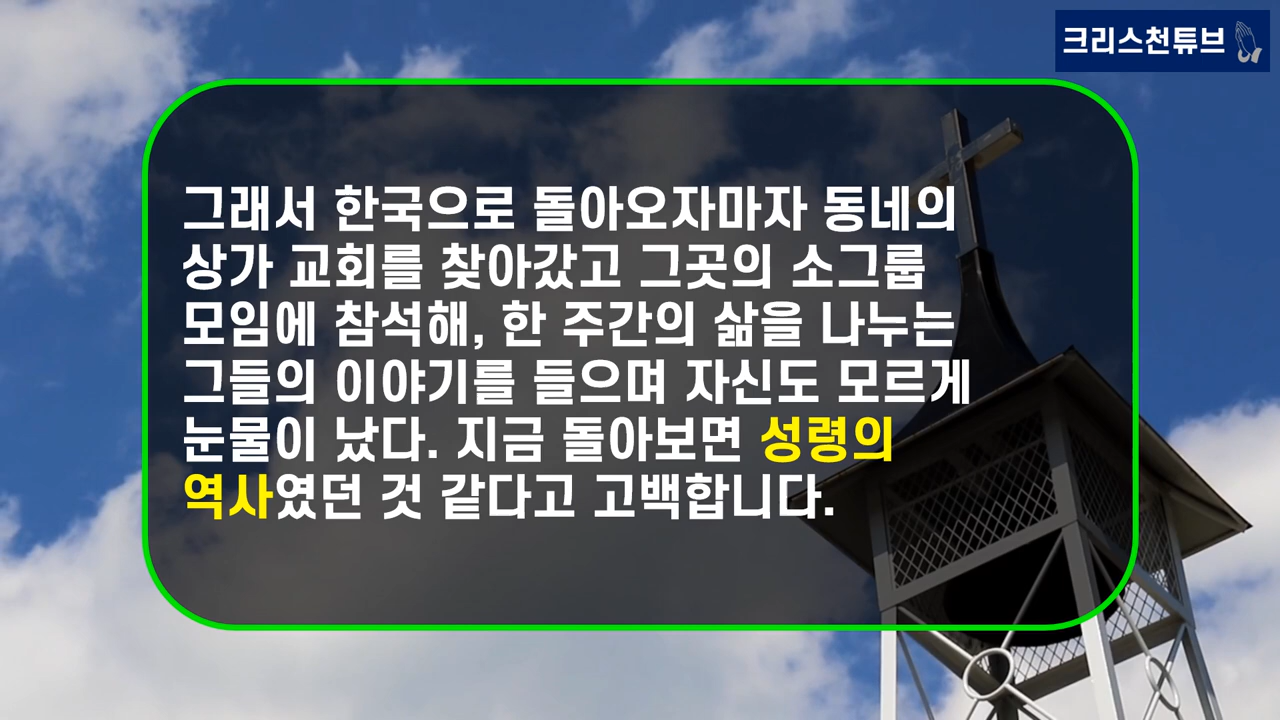 크리스천튜브
그래서 한국으로 돌아오자마자 동네의
상가 교회를 찾아갔고 그곳의 소그룹
모임에 참석해, 한 주간의 삶을 나누는
그들의 이야기를 들으며 자신도 모르게
눈물이 났다. 지금 돌아보면 성령의
역사였던 것 같다고 고백합니다.